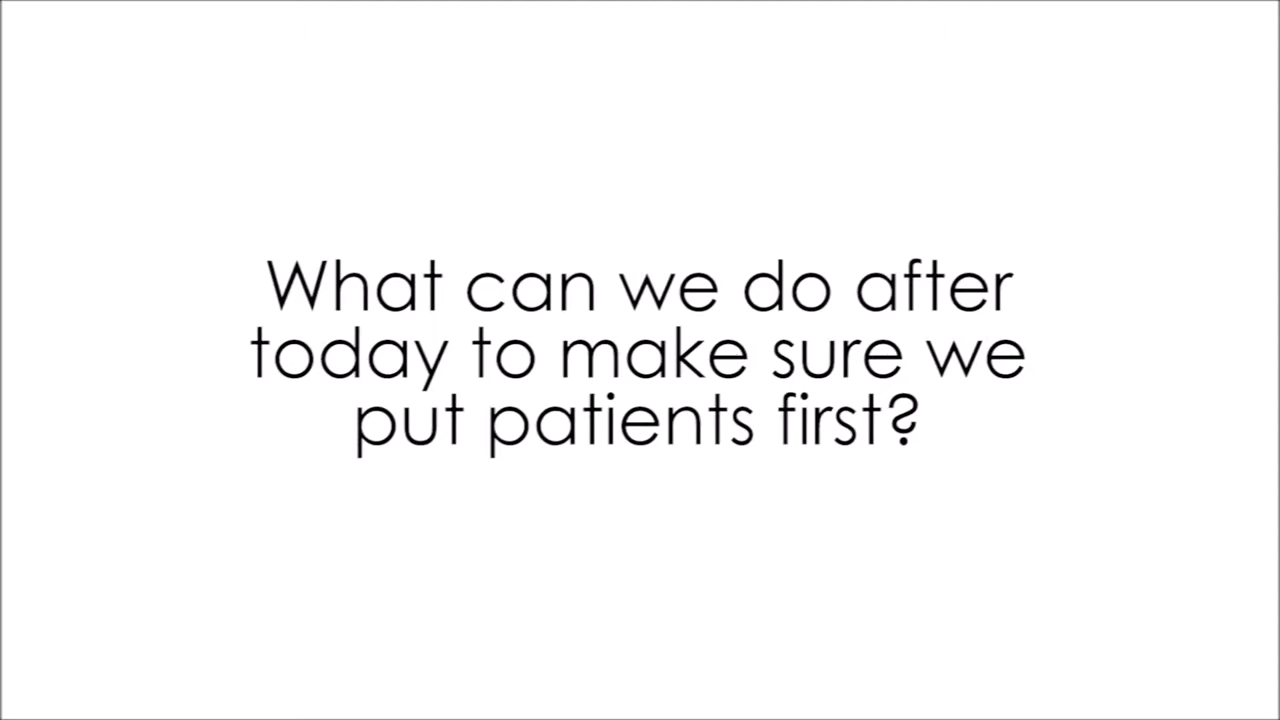 What can we do after
today to make sure we
put patients first?